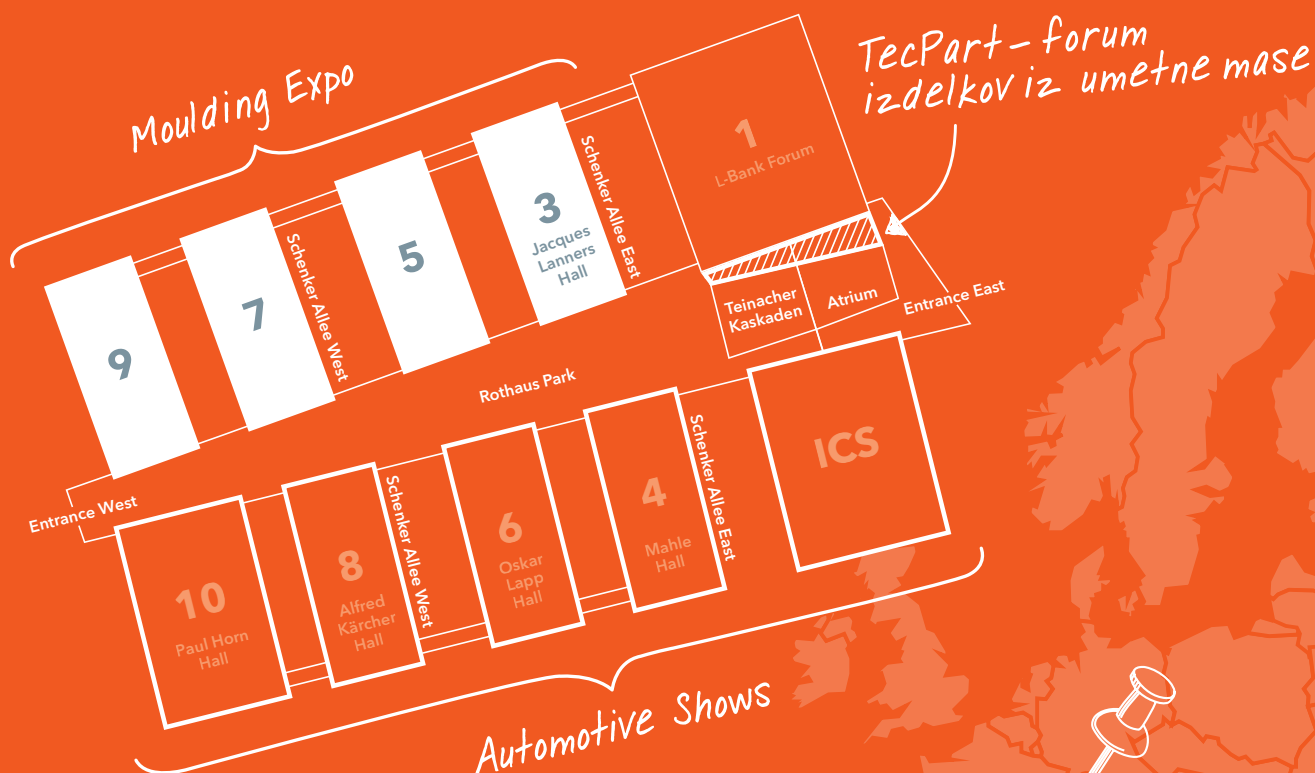 Moulding Expo
TecPart – forum
izdelkov iz umetne mase
1
L-Bank Forum
3
Jacques
Lanners
Hall
Schenker Allee East
5
7
Schenker Allee West
9
Teinacher
Kaskaden
Atrium
Entrance East
Rothaus Park
Entrance West
ICS
4
Mahle
Hall
Schenker Allee East
6
Oskar
Lapp
Hall
8
Alfred
Kärcher
Hall
Schenker Allee West
10
Paul Horn
Hall
Automotive Shows